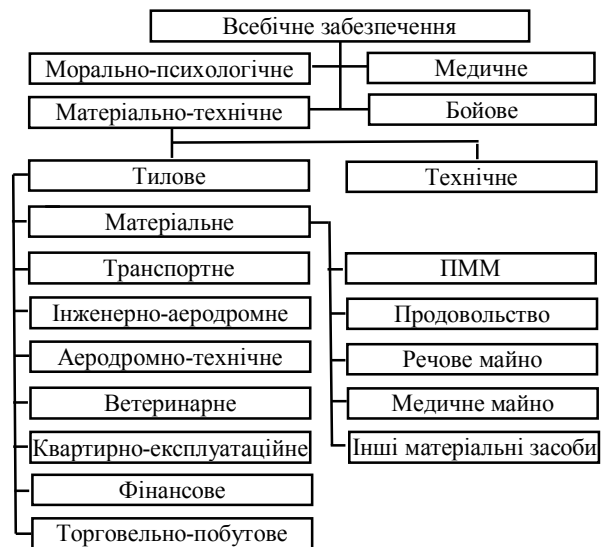 Всебічне забезпечення
Морально-психологічне
Медичне
Матеріально-технічне
Бойове
Тилове
Технічне
Матеріальне
Транспортне
ПММ
Інженерно-аеродромне
Продовольство
Аеродромно-технічне
Речове майно
Ветеринарне
Медичне майно
Квартирно-експлуатаційне
Інші матеріальні засоби
Фінансове
Торговельно-побутове